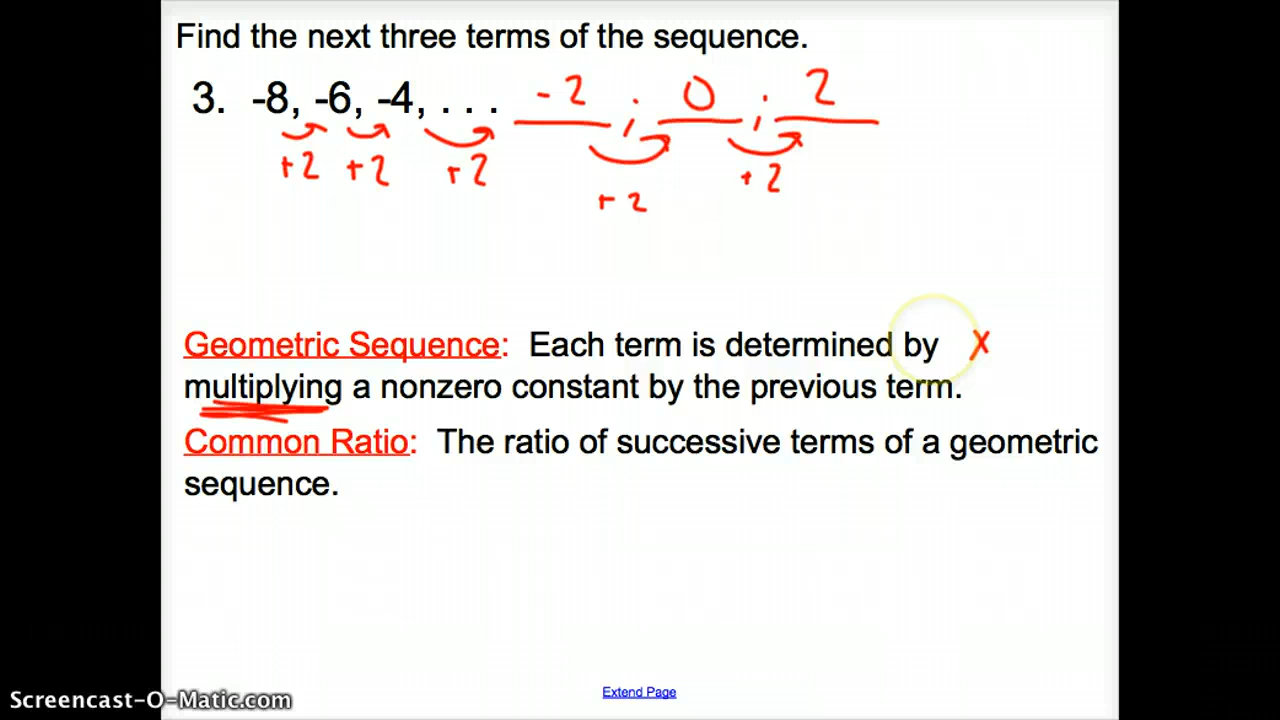 Find the next three terms of the sequence.
3. -8, -6, -4, . . . -2 , 0 , 2
+2 +2 +2 +2 +2
Geometric Sequence: Each term is determined by X
multiplying a nonzero constant by the previous term.
Common Ratio: The ratio of successive terms of a geometric
sequence.
Extend Page
Screencast-O-Matic.com